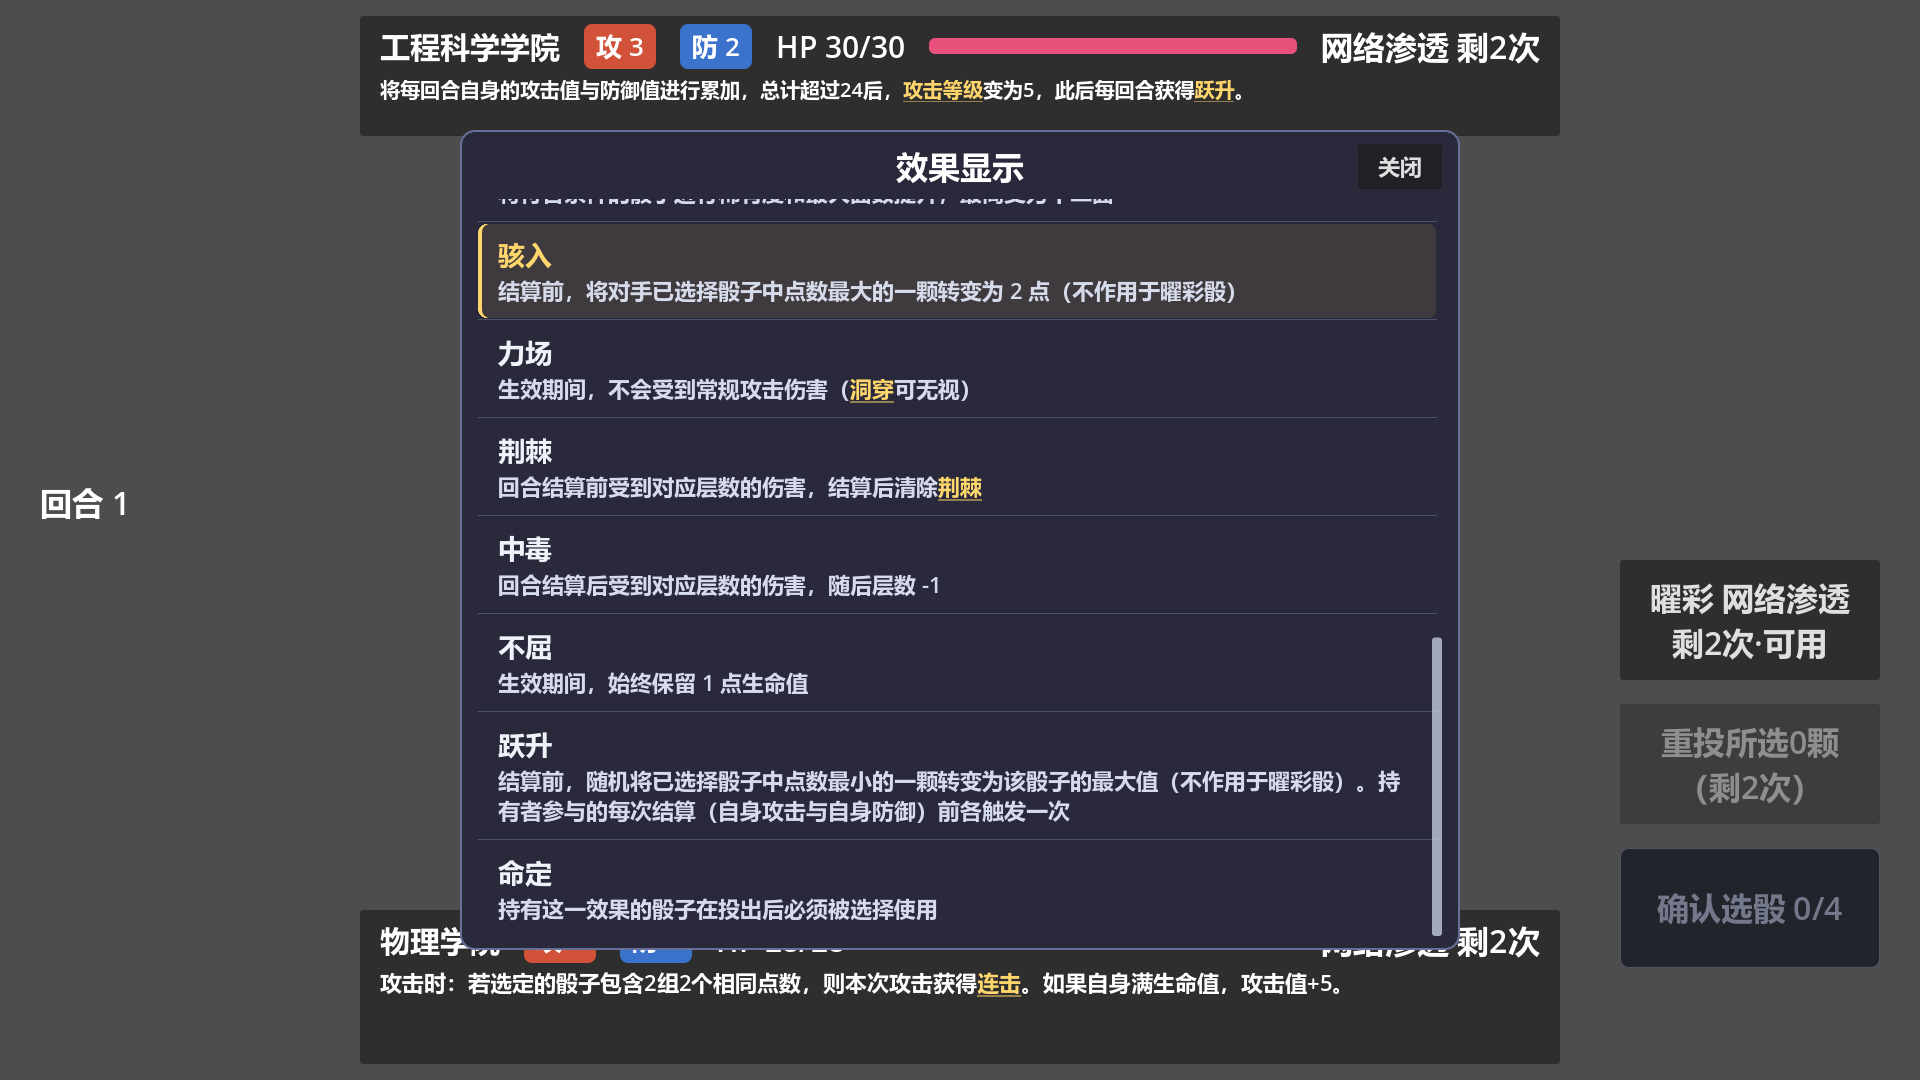 工程科学学院 攻 3 防 2 HP 30/30 网络渗透 剩2次
将每回合自身的攻击值与防御值进行累加，总计超过24后，攻击等级变为5，此后每回合获得跃升。
效果显示
关闭
骇入
结算前，将对手已选择骰子中点数最大的一颗转变为 2 点（不作用于曜彩骰）
力场
生效期间，不会受到常规攻击伤害（洞穿可无视）
荆棘
回合结算前受到对应层数的伤害，结算后清除荆棘
中毒
回合结算后受到对应层数的伤害，随后层数 -1
不屈
生效期间，始终保留 1 点生命值
跃升
结算前，随机将已选择骰子中点数最小的一颗转变为该骰子的最大值（不作用于曜彩骰）。持
有者参与的每次结算（自身攻击与自身防御）前各触发一次
命定
持有这一效果的骰子在投出后必须被选择使用
回合 1
曜彩 网络渗透
剩2次·可用
重投所选0颗
（剩2次）
确认选骰 0/4
物理学院 网络渗透 剩2次
攻击时：若选定的骰子包含2组2个相同点数，则本次攻击获得连击。如果自身满生命值，攻击值+5。